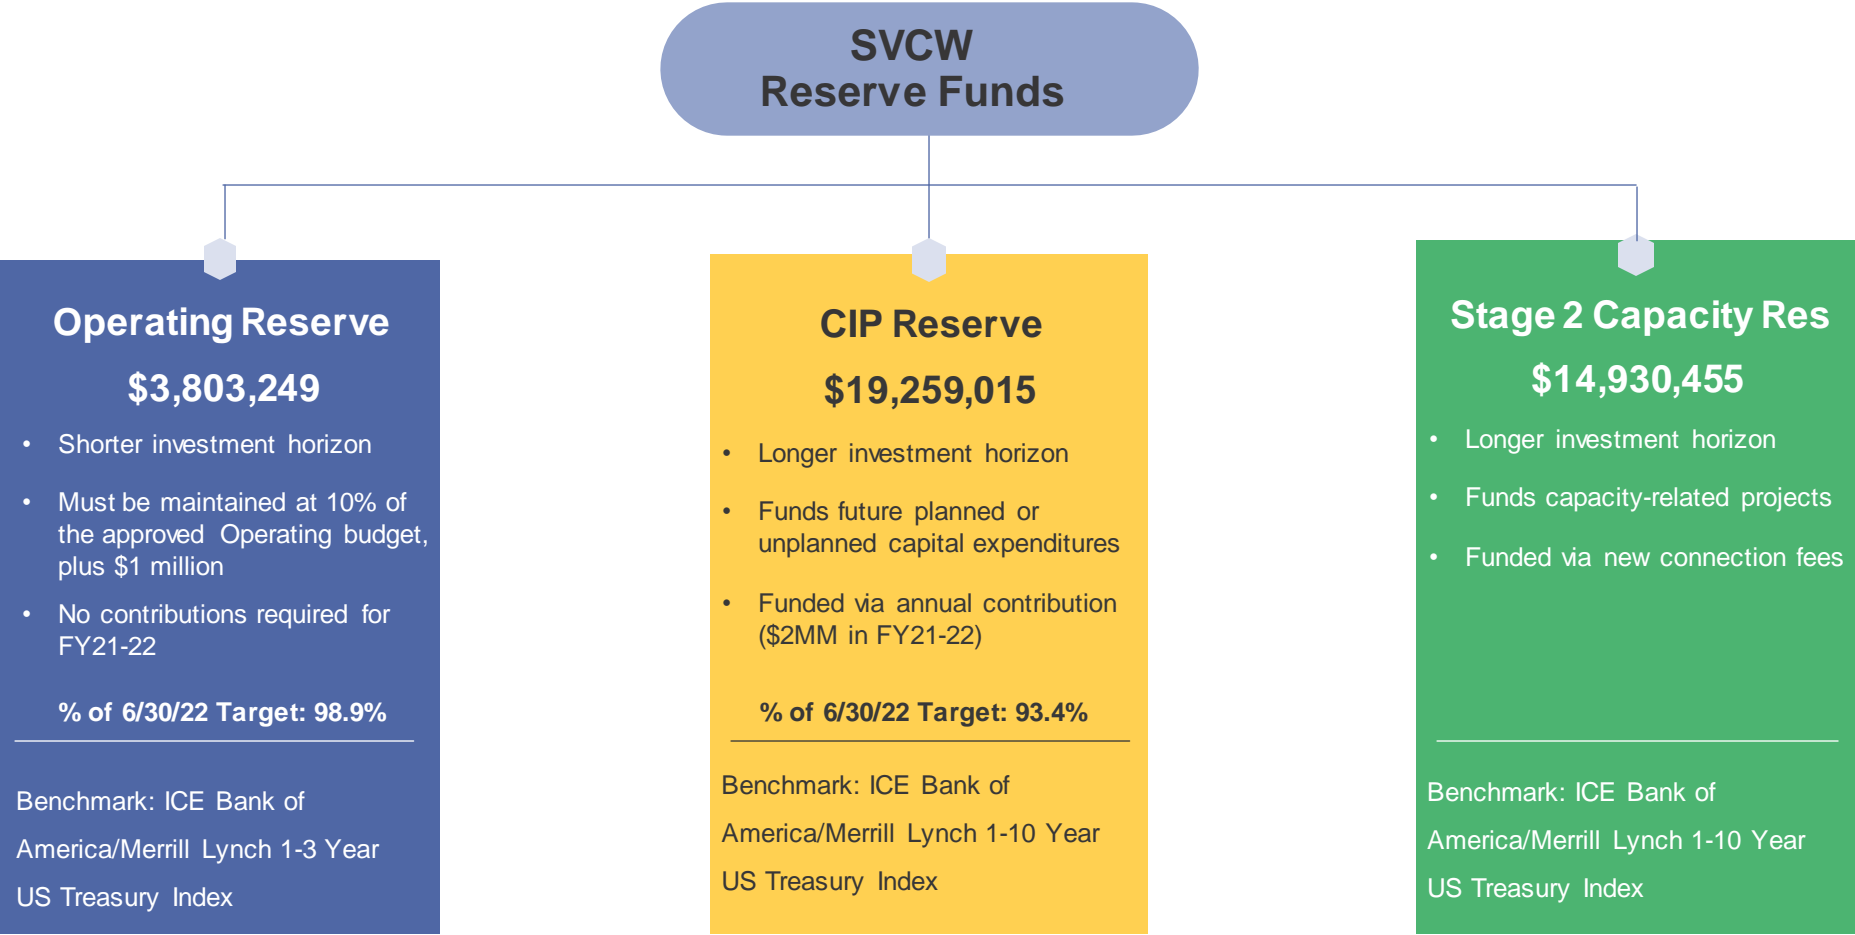 SVCW
Reserve Funds
Operating Reserve
$3,803,249
• Shorter investment horizon
• Must be maintained at 10% of
the approved Operating budget,
plus $1 million
• No contributions required for
FY21-22
% of 6/30/22 Target: 98.9%
Benchmark: ICE Bank of
America/Merrill Lynch 1-3 Year
US Treasury Index
CIP Reserve
$19,259,015
• Longer investment horizon
• Funds future planned or
unplanned capital expenditures
• Funded via annual contribution
($2MM in FY21-22)
% of 6/30/22 Target: 93.4%
Benchmark: ICE Bank of
America/Merrill Lynch 1-10 Year
US Treasury Index
Stage 2 Capacity Res
$14,930,455
• Longer investment horizon
• Funds capacity-related projects
• Funded via new connection fees
Benchmark: ICE Bank of
America/Merrill Lynch 1-10 Year
US Treasury Index